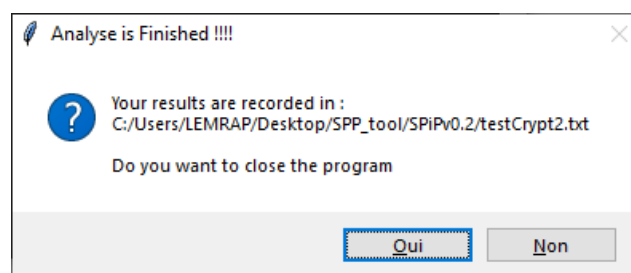 Analyse is Finished !!!!
Your results are recorded in :
C:/Users/LEMRAP/Desktop/SPP_tool/SPiPv0.2/testCrypt2.txt
Do you want to close the program
Oui
Non